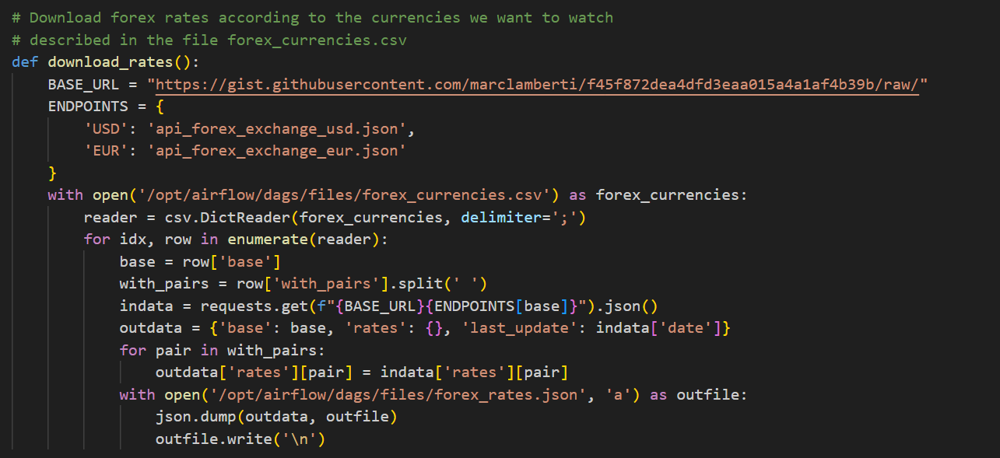 # Download forex rates according to the currencies we want to watch
# described in the file forex_currencies.csv
def download_rates():
    BASE_URL = "https://gist.githubusercontent.com/marclamberti/f45f872dea4dfd3eaa015a4a1af4b39b/raw/"
    ENDPOINTS = {
        'USD': 'api_forex_exchange_usd.json',
        'EUR': 'api_forex_exchange_eur.json'
    }
    with open('/opt/airflow/dags/files/forex_currencies.csv') as forex_currencies:
        reader = csv.DictReader(forex_currencies, delimiter=';')
        for idx, row in enumerate(reader):
            base = row['base']
            with_pairs = row['with_pairs'].split(' ')
            indata = requests.get(f"{BASE_URL}{ENDPOINTS[base]}").json()
            outdata = {'base': base, 'rates': {}, 'last_update': indata['date']}
            for pair in with_pairs:
                outdata['rates'][pair] = indata['rates'][pair]
            with open('/opt/airflow/dags/files/forex_rates.json', 'a') as outfile:
                json.dump(outdata, outfile)
                outfile.write('\n')